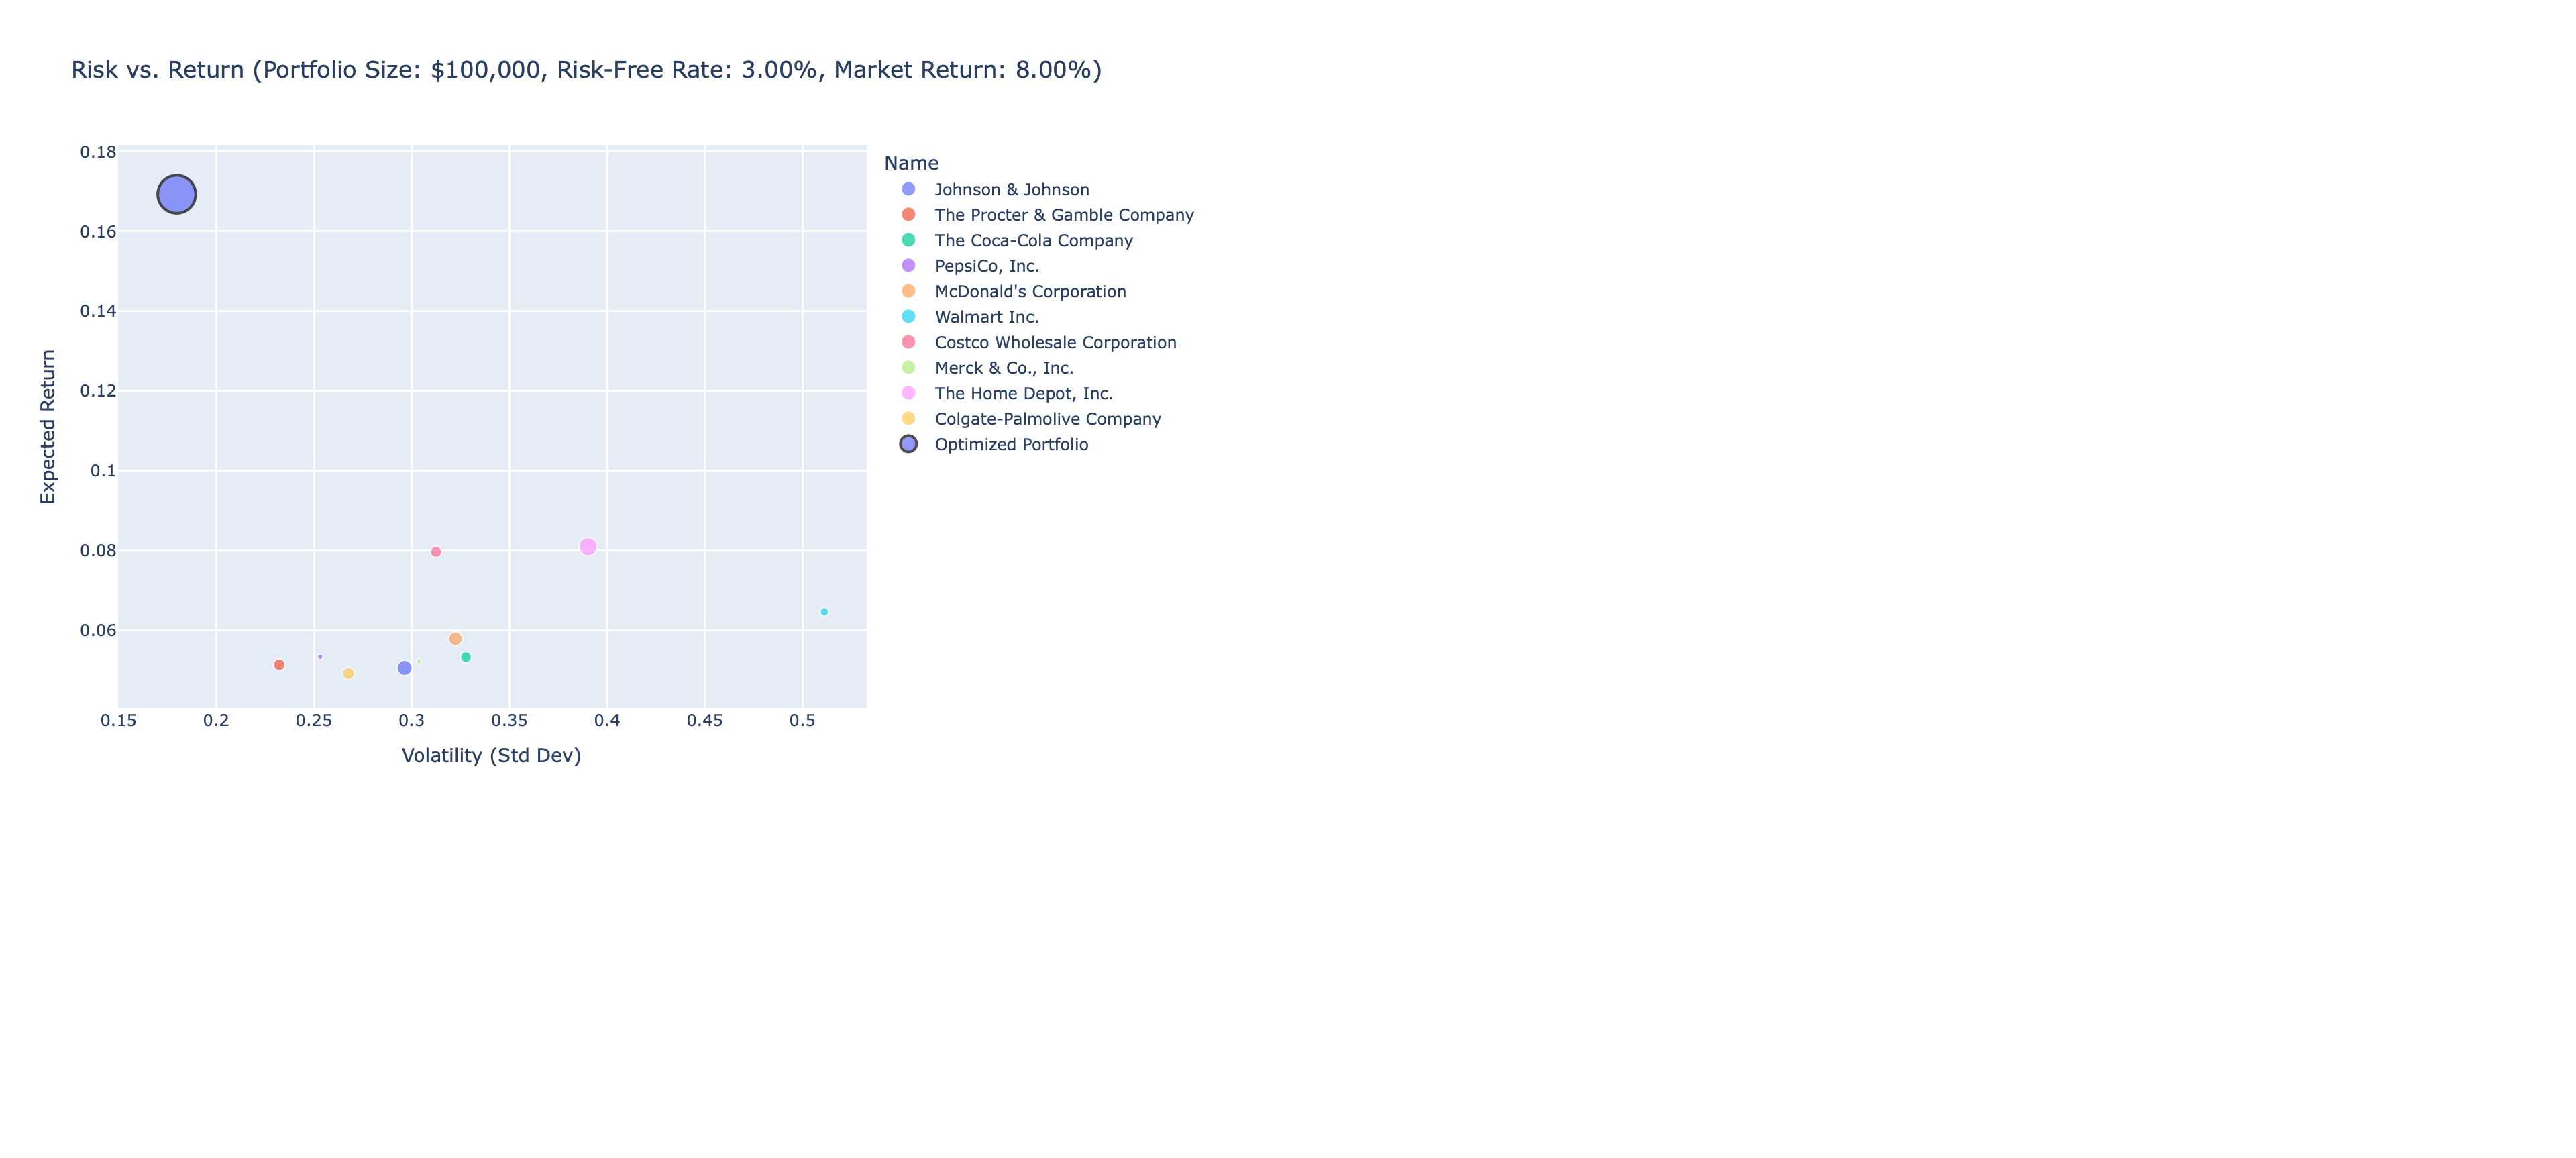 Risk vs. Return (Portfolio Size: $100,000, Risk-Free Rate: 3.00%, Market Return: 8.00%)
0.18
0.16
0.14
0.12
0.1
0.08
0.06
Expected Return
0.15 0.2 0.25 0.3 0.35 0.4 0.45 0.5
Volatility (Std Dev)
Name
Johnson & Johnson
The Procter & Gamble Company
The Coca-Cola Company
PepsiCo, Inc.
McDonald's Corporation
Walmart Inc.
Costco Wholesale Corporation
Merck & Co., Inc.
The Home Depot, Inc.
Colgate-Palmolive Company
Optimized Portfolio